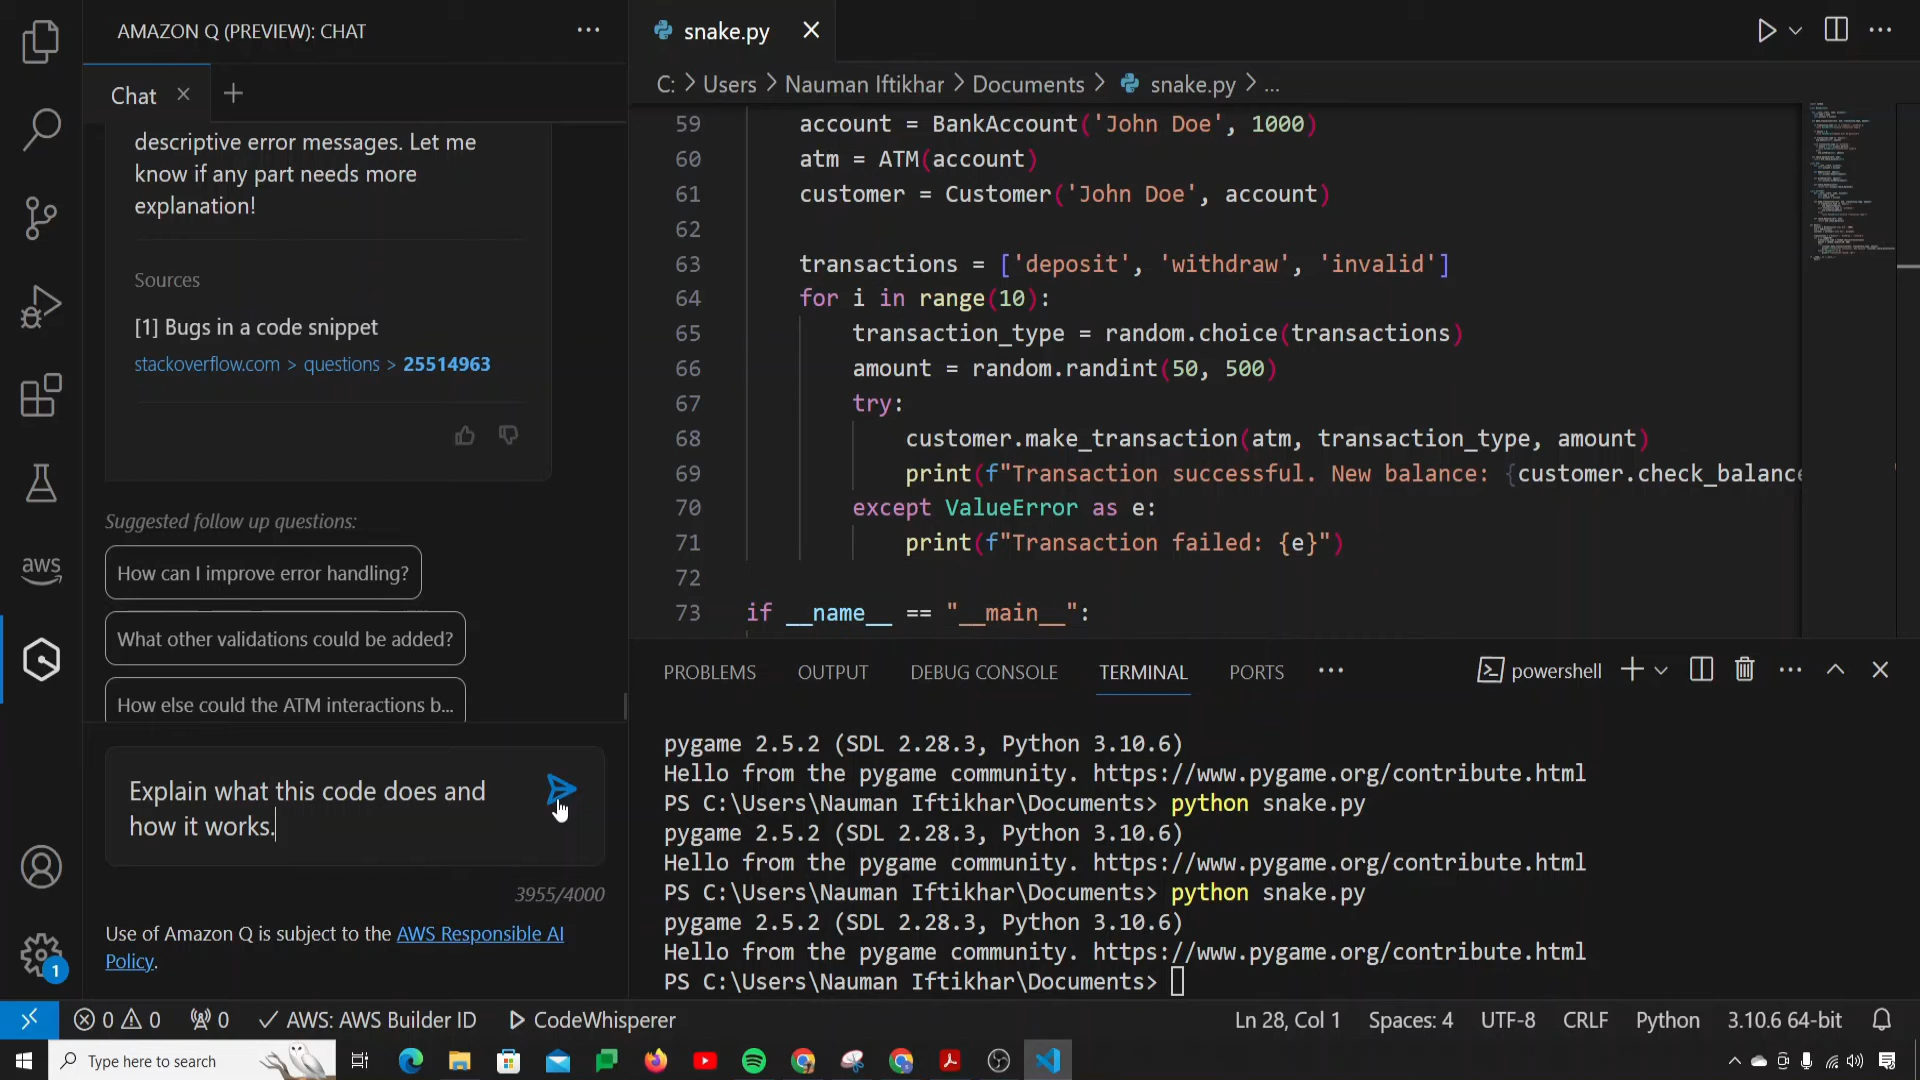 AMAZON Q (PREVIEW): CHAT
Chat
descriptive error messages. Let me
know if any part needs more
explanation!
Sources
[1] Bugs in a code snippet
stackoverflow.com > questions > 25514963
Suggested follow up questions:
How can I improve error handling?
What other validations could be added?
How else could the ATM interactions b...
Explain what this code does and
how it works.
3955/4000
Use of Amazon Q is subject to the AWS Responsible AI
Policy.
aws
1
snake.py
C: > Users > Nauman Iftikhar > Documents > snake.py > ...
59 account = BankAccount('John Doe', 1000)
60 atm = ATM(account)
61 customer = Customer('John Doe', account)
62
63 transactions = ['deposit', 'withdraw', 'invalid']
64 for i in range(10):
65 transaction_type = random.choice(transactions)
66 amount = random.randint(50, 500)
67 try:
68 customer.make_transaction(atm, transaction_type, amount)
69 print(f"Transaction successful. New balance: {customer.check_balance
70 except ValueError as e:
71 print(f"Transaction failed: {e}")
72
73 if __name__ == "__main__":
PROBLEMS OUTPUT DEBUG CONSOLE TERMINAL PORTS ... powershell
pygame 2.5.2 (SDL 2.28.3, Python 3.10.6)
Hello from the pygame community. https://www.pygame.org/contribute.html
PS C:\Users\Nauman Iftikhar\Documents> python snake.py
pygame 2.5.2 (SDL 2.28.3, Python 3.10.6)
Hello from the pygame community. https://www.pygame.org/contribute.html
PS C:\Users\Nauman Iftikhar\Documents> python snake.py
pygame 2.5.2 (SDL 2.28.3, Python 3.10.6)
Hello from the pygame community. https://www.pygame.org/contribute.html
PS C:\Users\Nauman Iftikhar\Documents>
0 0 0 AWS: AWS Builder ID CodeWhisperer Ln 28, Col 1 Spaces: 4 UTF-8 CRLF Python 3.10.6 64-bit
Type here to search